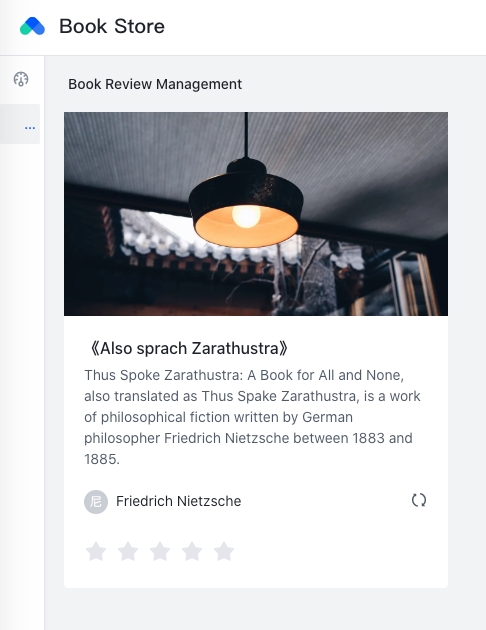 Book Store
...
Book Review Management
《Also sprach Zarathustra》
Thus Spoke Zarathustra: A Book for All and None,
also translated as Thus Spake Zarathustra, is a work
of philosophical fiction written by German
philosopher Friedrich Nietzsche between 1883 and
1885.
尼 Friedrich Nietzsche